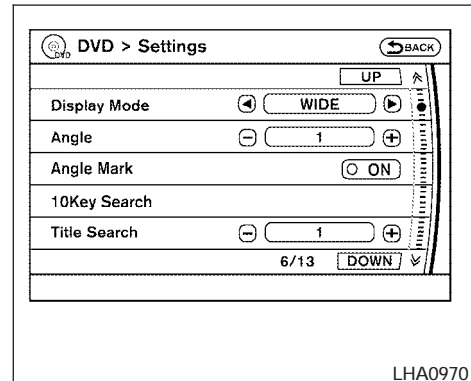 DVD
DVD > Settings
BACK
UP
Display Mode WIDE
Angle 1
Angle Mark ON
10Key Search
Title Search 1
6/13 DOWN
LHA0970